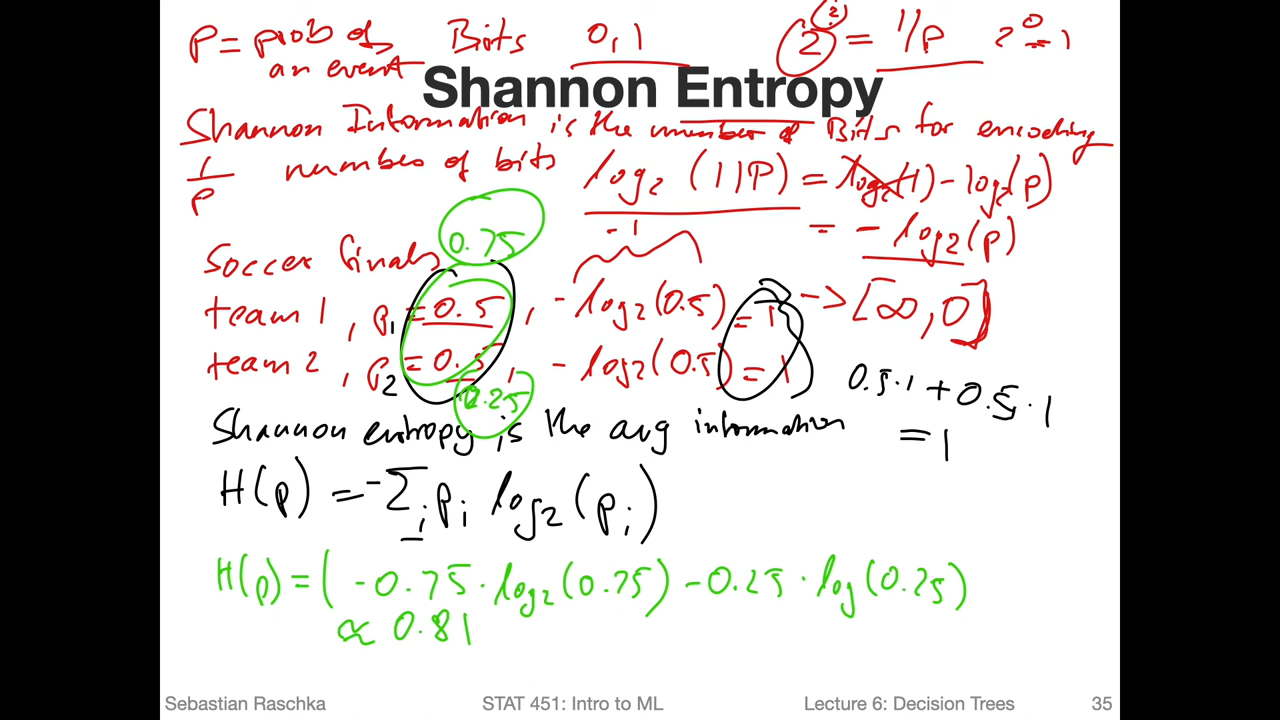 p = prob of Bits 0, 1 2^(i) = 1/p 2^0 = 1
an event
Shannon Entropy
Shannon Information is the number of Bits for encoding
1/p number of bits log2 (1/p) = log2(1) - log2(p)
= - log2(p)
0.75 -1
Soccer finals
team 1, p1 = 0.5, - log2(0.5) = 1 -> [∞, 0]
team 2, p2 = 0.5, - log2(0.5) = 1
0.5 · 1 + 0.5 · 1
= 1
0.25
Shannon entropy is the avg information
H(p) = - Σi pi log2(pi)
H(p) = ( - 0.75 · log2(0.75) - 0.25 · log(0.25)
≈ 0.81
Sebastian Raschka STAT 451: Intro to ML Lecture 6: Decision Trees 35